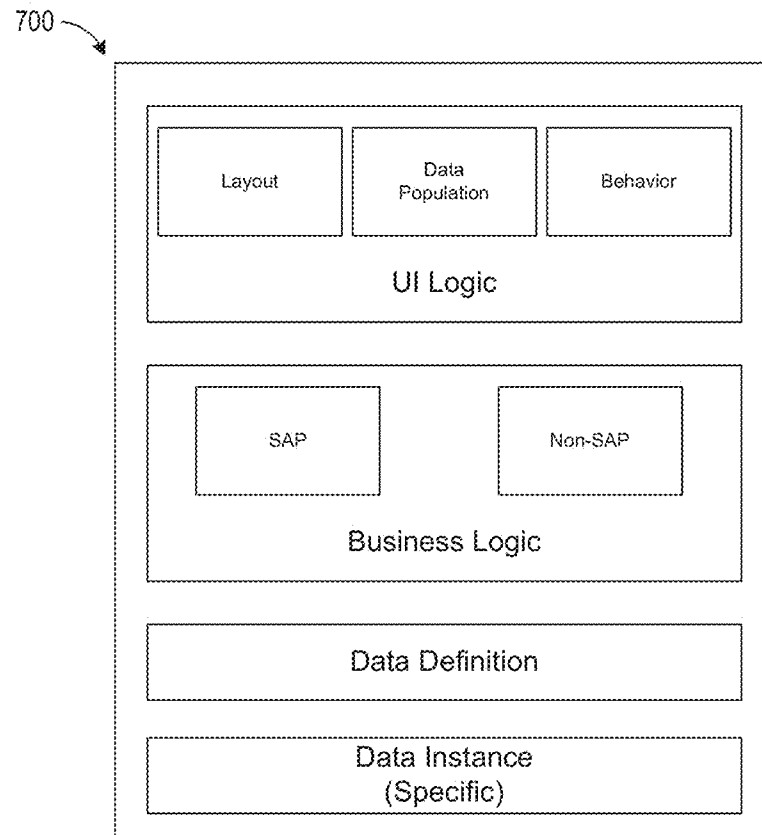 700
Layout
Data
Population
Behavior
UI Logic
SAP
Non-SAP
Business Logic
Data Definition
Data Instance
(Specific)